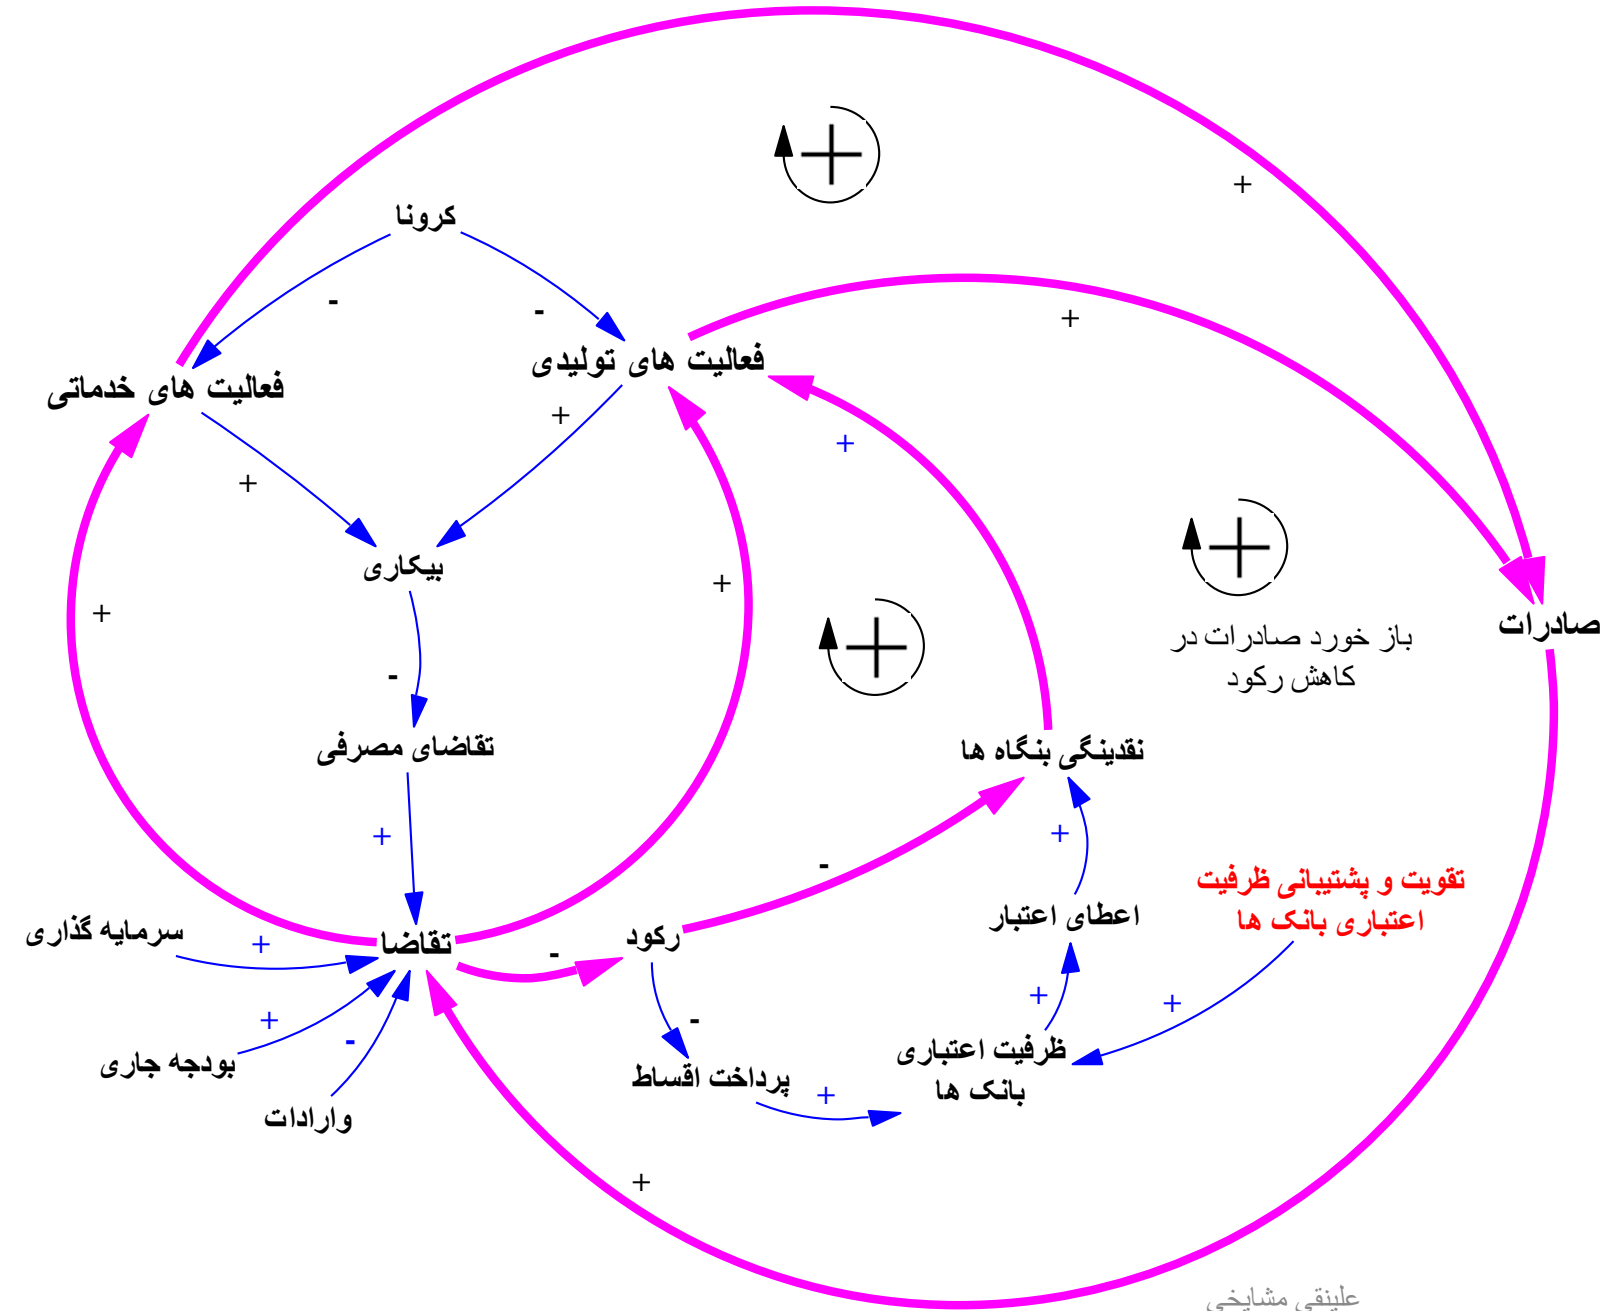 کرونا
فعالیت های تولیدی
فعالیت های خدماتی
بیکاری
صادرات
باز خورد صادرات در
کاهش رکود
تقاضای مصرفی
نقدینگی بنگاه ها
تقویت و پشتیبانی ظرفیت
اعتباری بانک ها
اعطای اعتبار
رکود
تقاضا
سرمایه گذاری
ظرفیت اعتباری
بانک ها
پرداخت اقساط
بودجه جاری
وارادات
علینقی مشایخی
+
+
+
+
-
-
+
+
+
+
+
+
-
+
-
-
+
+
+
+
-
-
+
+
+
+